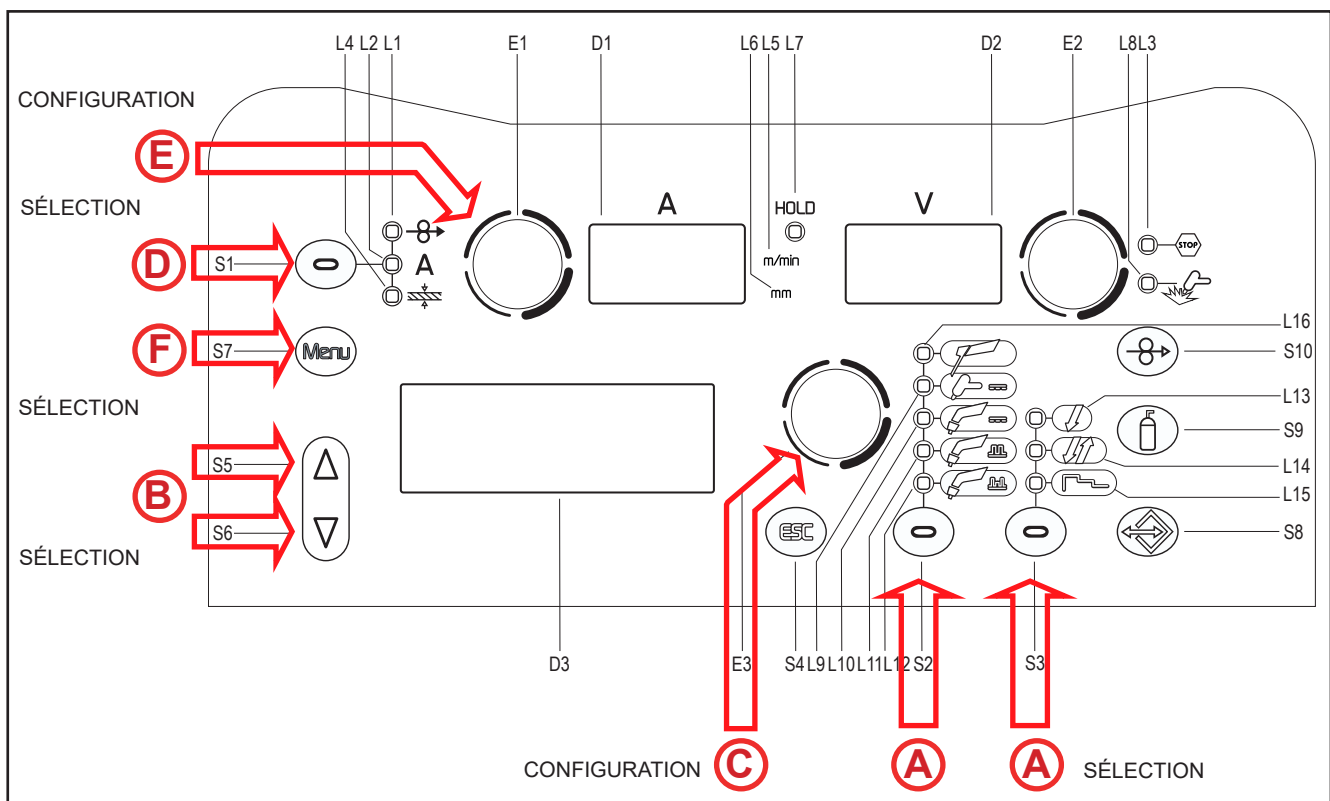 L4 L2 L1 E1 D1 L6 L5 L7 D2 E2 L8 L3
CONFIGURATION
E
SÉLECTION
A HOLD V
STOP
D S1 A m/min
mm
L16
F S7 Menu S10
L13
SÉLECTION
S9
S5
L14
B
L15
S6 ESC S8
SÉLECTION
D3 E3 S4 L9 L10 L11 L12 S2 S3
CONFIGURATION C A A SÉLECTION